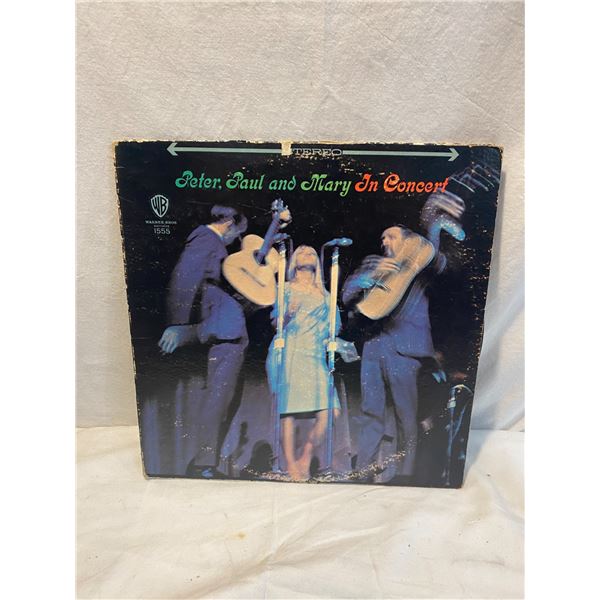 STEREO
Peter, Paul and Mary In Concert
WB
WARNER BROS
1555